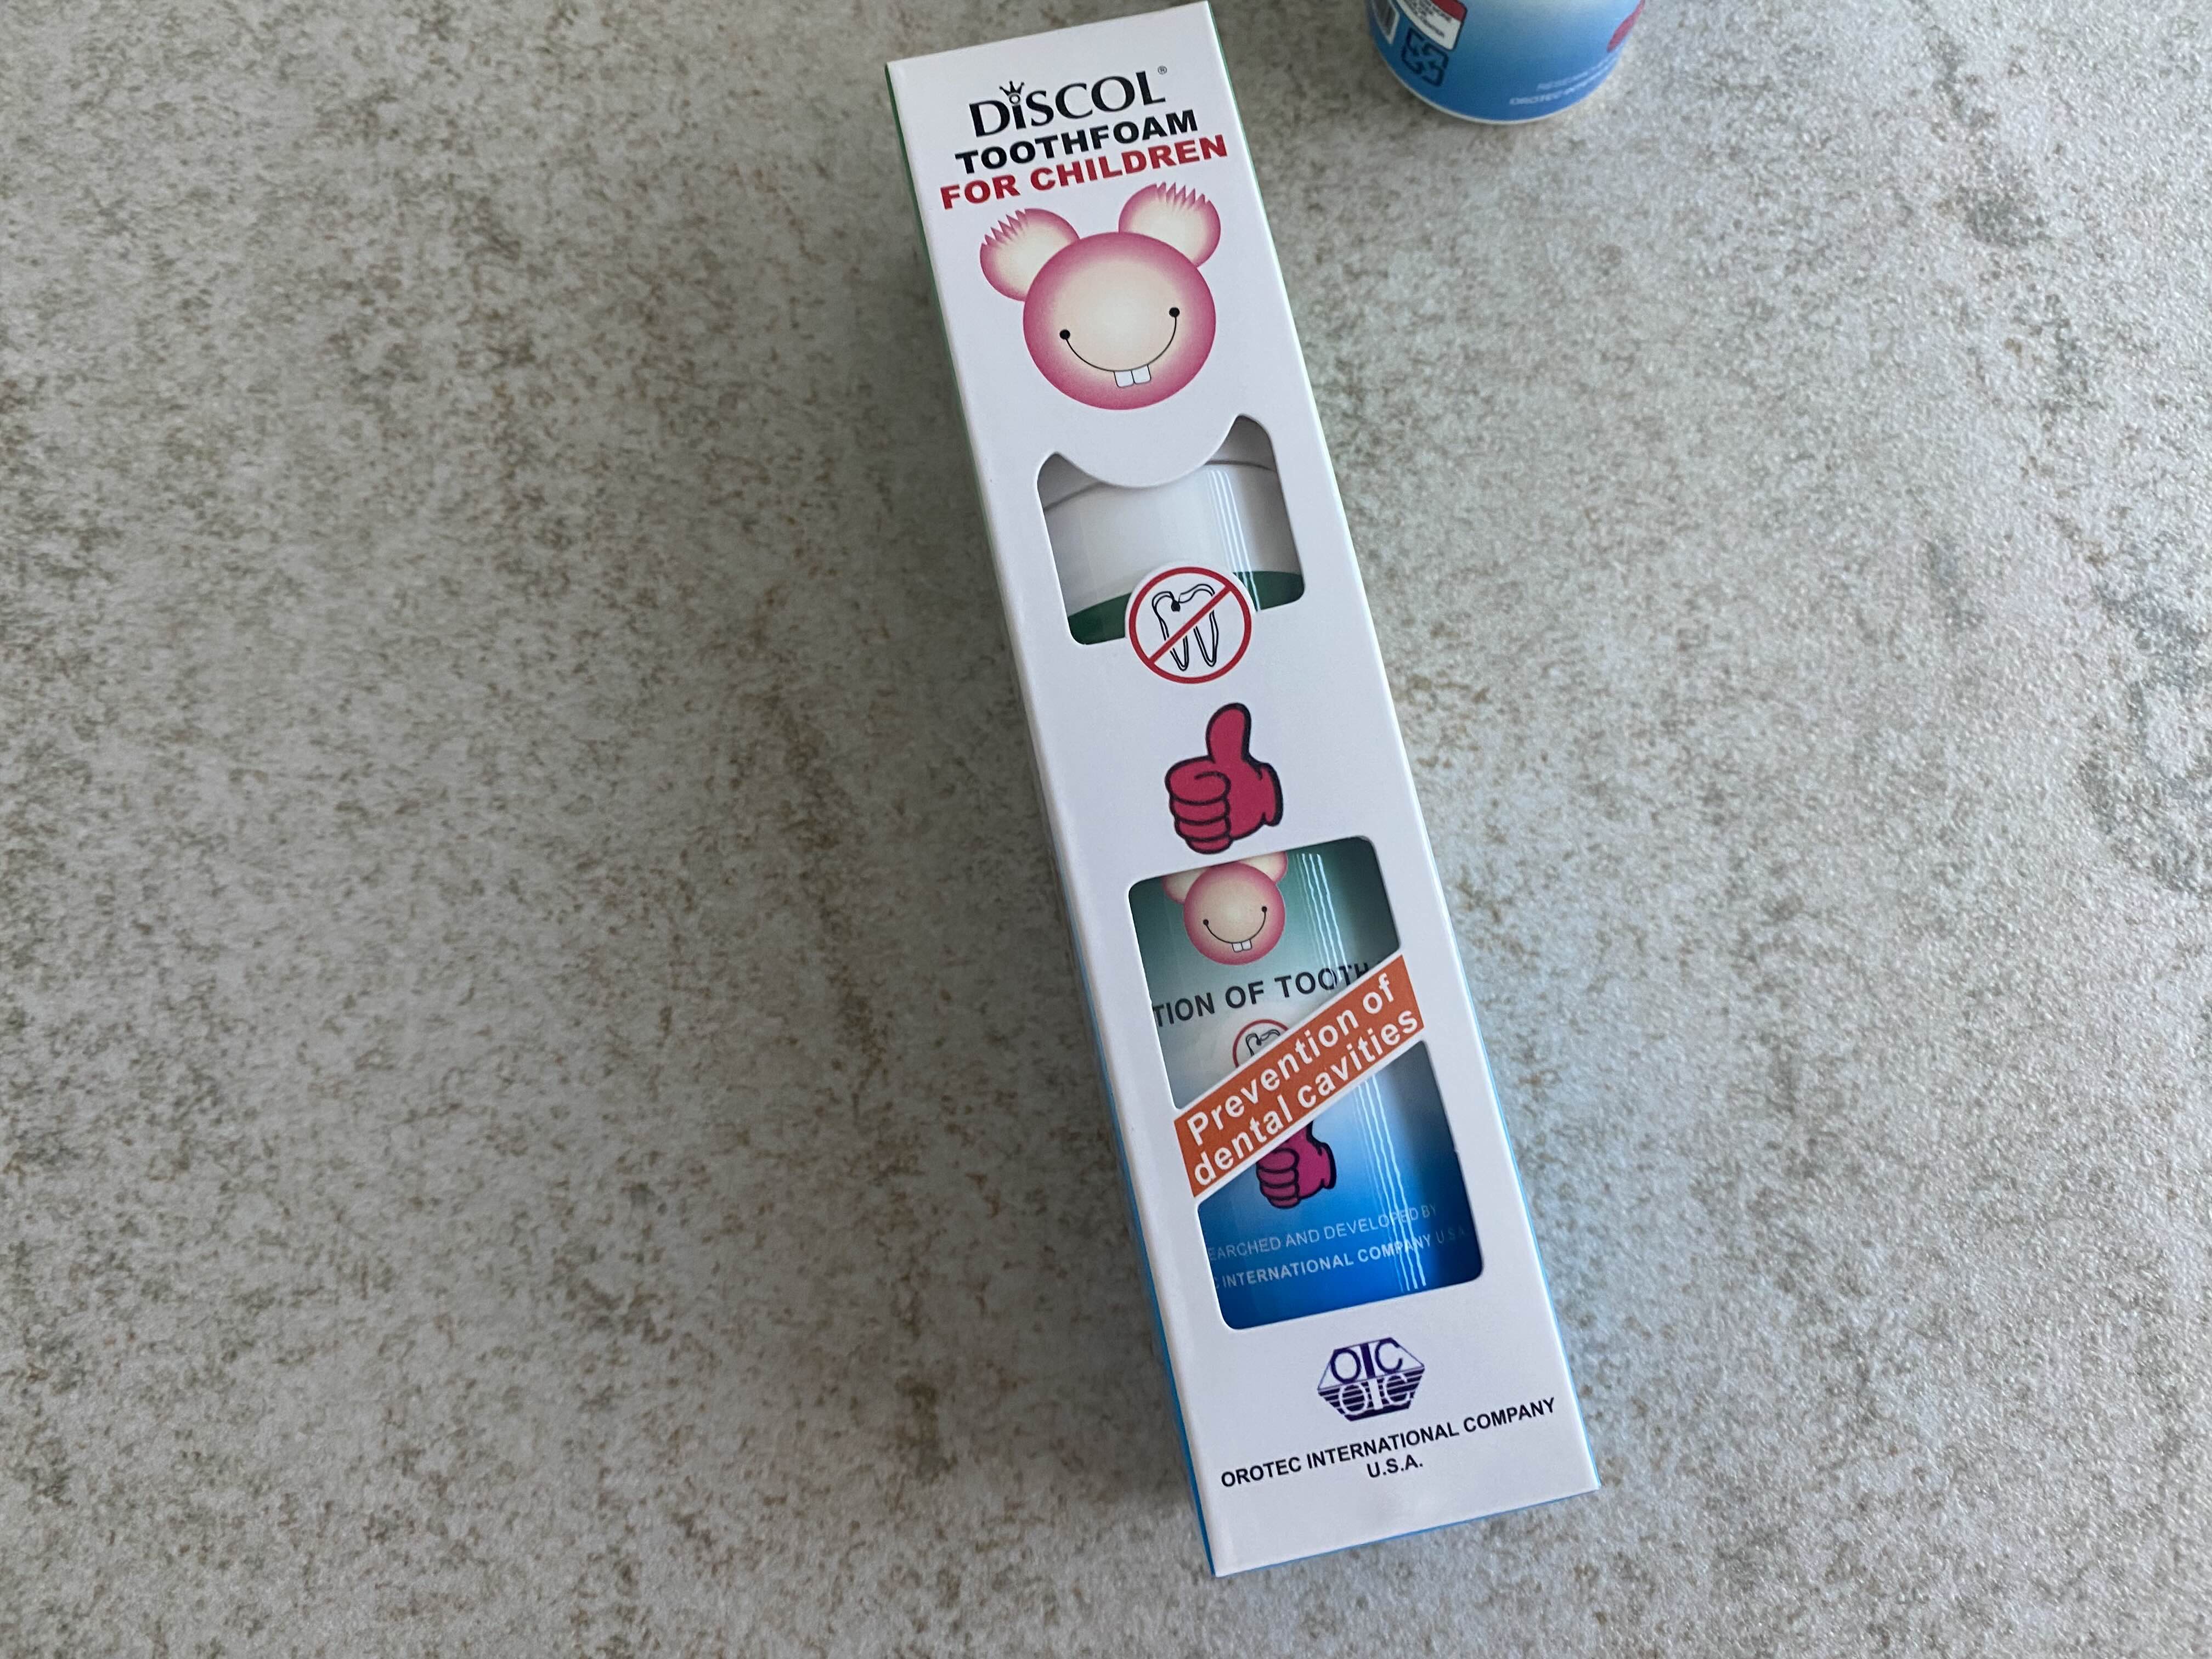 DiSCOL®
TOOTHFOAM
FOR CHILDREN
TION OF TOOTH
Prevention of
dental cavities
EARCHED AND DEVELOPED BY
INTERNATIONAL COMPANY U.S.A.
OIC
OIC
OROTEC INTERNATIONAL COMPANY
U.S.A.